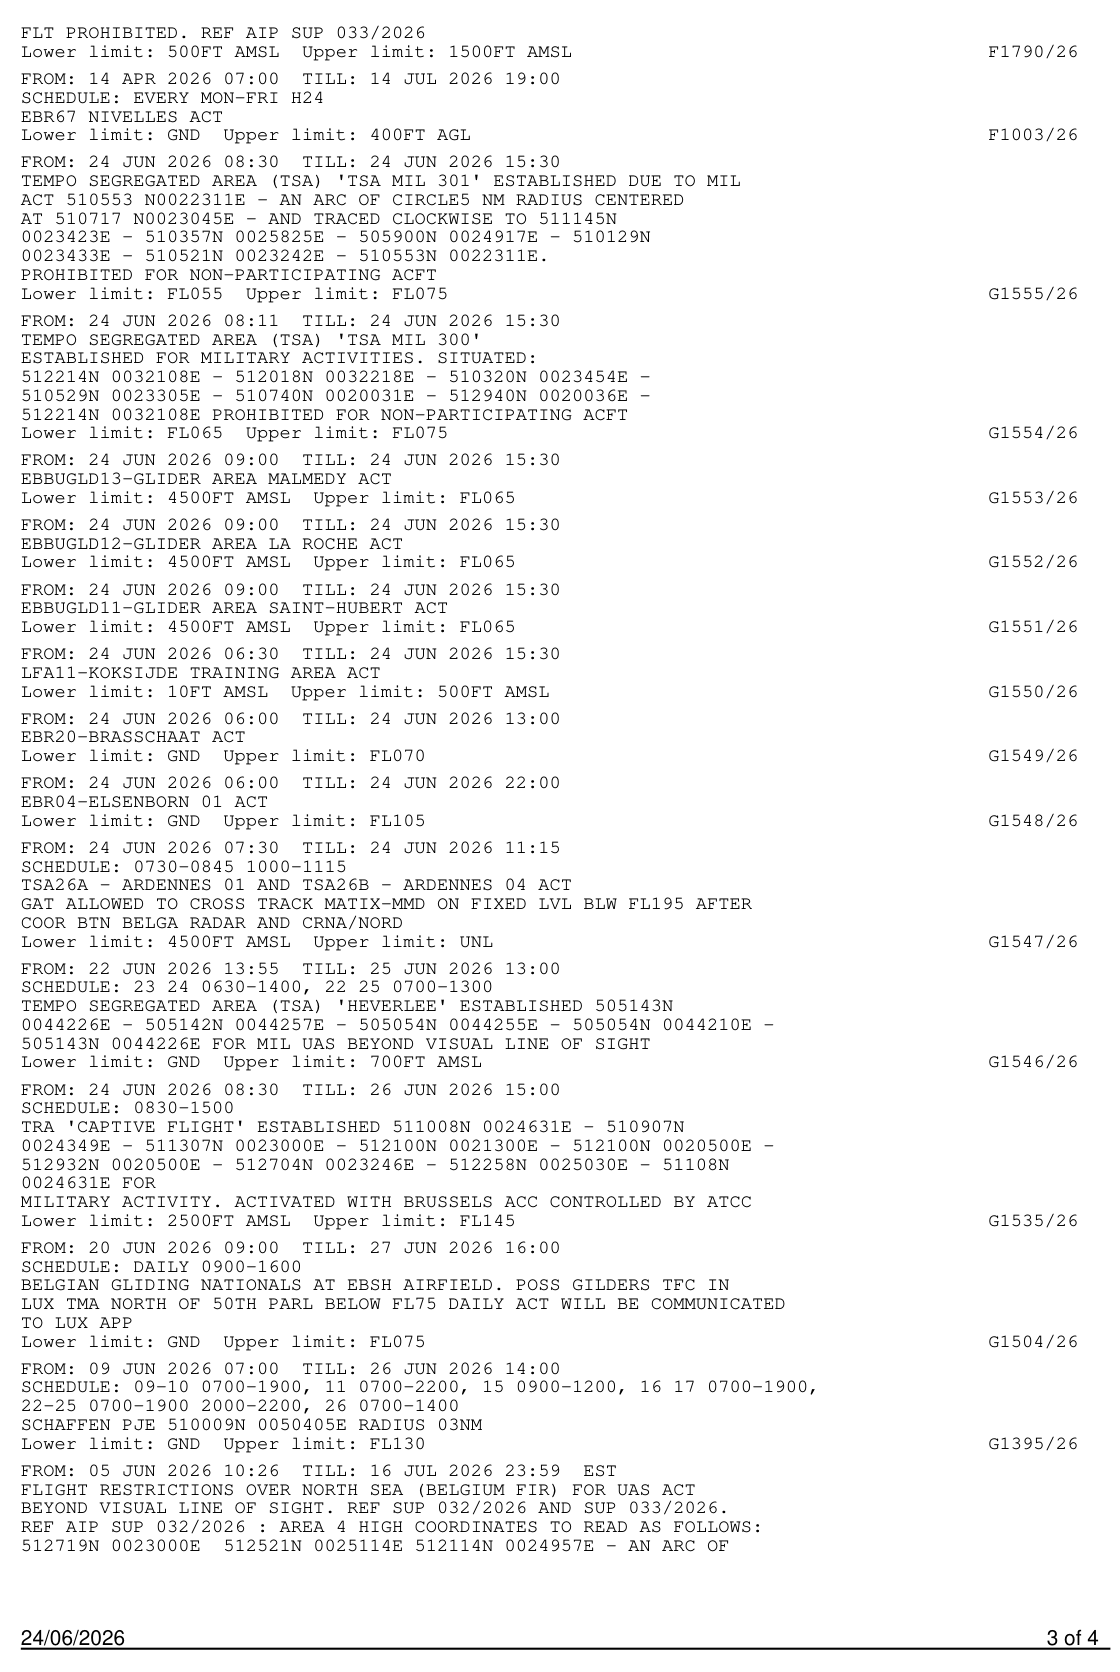 FLT PROHIBITED. REF AIP SUP 033/2026
Lower limit: 500FT AMSL  Upper limit: 1500FT AMSL F1790/26
FROM: 14 APR 2026 07:00  TILL: 14 JUL 2026 19:00
SCHEDULE: EVERY MON-FRI H24
EBR67 NIVELLES ACT
Lower limit: GND  Upper limit: 400FT AGL F1003/26
FROM: 24 JUN 2026 08:30  TILL: 24 JUN 2026 15:30
TEMPO SEGREGATED AREA (TSA) 'TSA MIL 301' ESTABLISHED DUE TO MIL
ACT 510553 N0022311E - AN ARC OF CIRCLE5 NM RADIUS CENTERED
AT 510717 N0023045E - AND TRACED CLOCKWISE TO 511145N
0023423E - 510357N 0025825E - 505900N 0024917E - 510129N
0023433E - 510521N 0023242E - 510553N 0022311E.
PROHIBITED FOR NON-PARTICIPATING ACFT
Lower limit: FL055  Upper limit: FL075 G1555/26
FROM: 24 JUN 2026 08:11  TILL: 24 JUN 2026 15:30
TEMPO SEGREGATED AREA (TSA) 'TSA MIL 300'
ESTABLISHED FOR MILITARY ACTIVITIES. SITUATED:
512214N 0032108E - 512018N 0032218E - 510320N 0023454E -
510529N 0023305E - 510740N 0020031E - 512940N 0020036E -
512214N 0032108E PROHIBITED FOR NON-PARTICIPATING ACFT
Lower limit: FL065  Upper limit: FL075 G1554/26
FROM: 24 JUN 2026 09:00  TILL: 24 JUN 2026 15:30
EBBUGLD13-GLIDER AREA MALMEDY ACT
Lower limit: 4500FT AMSL  Upper limit: FL065 G1553/26
FROM: 24 JUN 2026 09:00  TILL: 24 JUN 2026 15:30
EBBUGLD12-GLIDER AREA LA ROCHE ACT
Lower limit: 4500FT AMSL  Upper limit: FL065 G1552/26
FROM: 24 JUN 2026 09:00  TILL: 24 JUN 2026 15:30
EBBUGLD11-GLIDER AREA SAINT-HUBERT ACT
Lower limit: 4500FT AMSL  Upper limit: FL065 G1551/26
FROM: 24 JUN 2026 06:30  TILL: 24 JUN 2026 15:30
LFA11-KOKSIJDE TRAINING AREA ACT
Lower limit: 10FT AMSL  Upper limit: 500FT AMSL G1550/26
FROM: 24 JUN 2026 06:00  TILL: 24 JUN 2026 13:00
EBR20-BRASSCHAAT ACT
Lower limit: GND  Upper limit: FL070 G1549/26
FROM: 24 JUN 2026 06:00  TILL: 24 JUN 2026 22:00
EBR04-ELSENBORN 01 ACT
Lower limit: GND  Upper limit: FL105 G1548/26
FROM: 24 JUN 2026 07:30  TILL: 24 JUN 2026 11:15
SCHEDULE: 0730-0845 1000-1115
TSA26A - ARDENNES 01 AND TSA26B - ARDENNES 04 ACT
GAT ALLOWED TO CROSS TRACK MATIX-MMD ON FIXED LVL BLW FL195 AFTER
COOR BTN BELGA RADAR AND CRNA/NORD
Lower limit: 4500FT AMSL  Upper limit: UNL G1547/26
FROM: 22 JUN 2026 13:55  TILL: 25 JUN 2026 13:00
SCHEDULE: 23 24 0630-1400, 22 25 0700-1300
TEMPO SEGREGATED AREA (TSA) 'HEVERLEE' ESTABLISHED 505143N
0044226E - 505142N 0044257E - 505054N 0044255E - 505054N 0044210E -
505143N 0044226E FOR MIL UAS BEYOND VISUAL LINE OF SIGHT
Lower limit: GND  Upper limit: 700FT AMSL G1546/26
FROM: 24 JUN 2026 08:30  TILL: 26 JUN 2026 15:00
SCHEDULE: 0830-1500
TRA 'CAPTIVE FLIGHT' ESTABLISHED 511008N 0024631E - 510907N
0024349E - 511307N 0023000E - 512100N 0021300E - 512100N 0020500E -
512932N 0020500E - 512704N 0023246E - 512258N 0025030E - 51108N
0024631E FOR
MILITARY ACTIVITY. ACTIVATED WITH BRUSSELS ACC CONTROLLED BY ATCC
Lower limit: 2500FT AMSL  Upper limit: FL145 G1535/26
FROM: 20 JUN 2026 09:00  TILL: 27 JUN 2026 16:00
SCHEDULE: DAILY 0900-1600
BELGIAN GLIDING NATIONALS AT EBSH AIRFIELD. POSS GILDERS TFC IN
LUX TMA NORTH OF 50TH PARL BELOW FL75 DAILY ACT WILL BE COMMUNICATED
TO LUX APP
Lower limit: GND  Upper limit: FL075 G1504/26
FROM: 09 JUN 2026 07:00  TILL: 26 JUN 2026 14:00
SCHEDULE: 09-10 0700-1900, 11 0700-2200, 15 0900-1200, 16 17 0700-1900,
22-25 0700-1900 2000-2200, 26 0700-1400
SCHAFFEN PJE 510009N 0050405E RADIUS 03NM
Lower limit: GND  Upper limit: FL130 G1395/26
FROM: 05 JUN 2026 10:26  TILL: 16 JUL 2026 23:59  EST
FLIGHT RESTRICTIONS OVER NORTH SEA (BELGIUM FIR) FOR UAS ACT
BEYOND VISUAL LINE OF SIGHT. REF SUP 032/2026 AND SUP 033/2026.
REF AIP SUP 032/2026 : AREA 4 HIGH COORDINATES TO READ AS FOLLOWS:
512719N 0023000E  512521N 0025114E 512114N 0024957E - AN ARC OF
24/06/2026 3 of 4